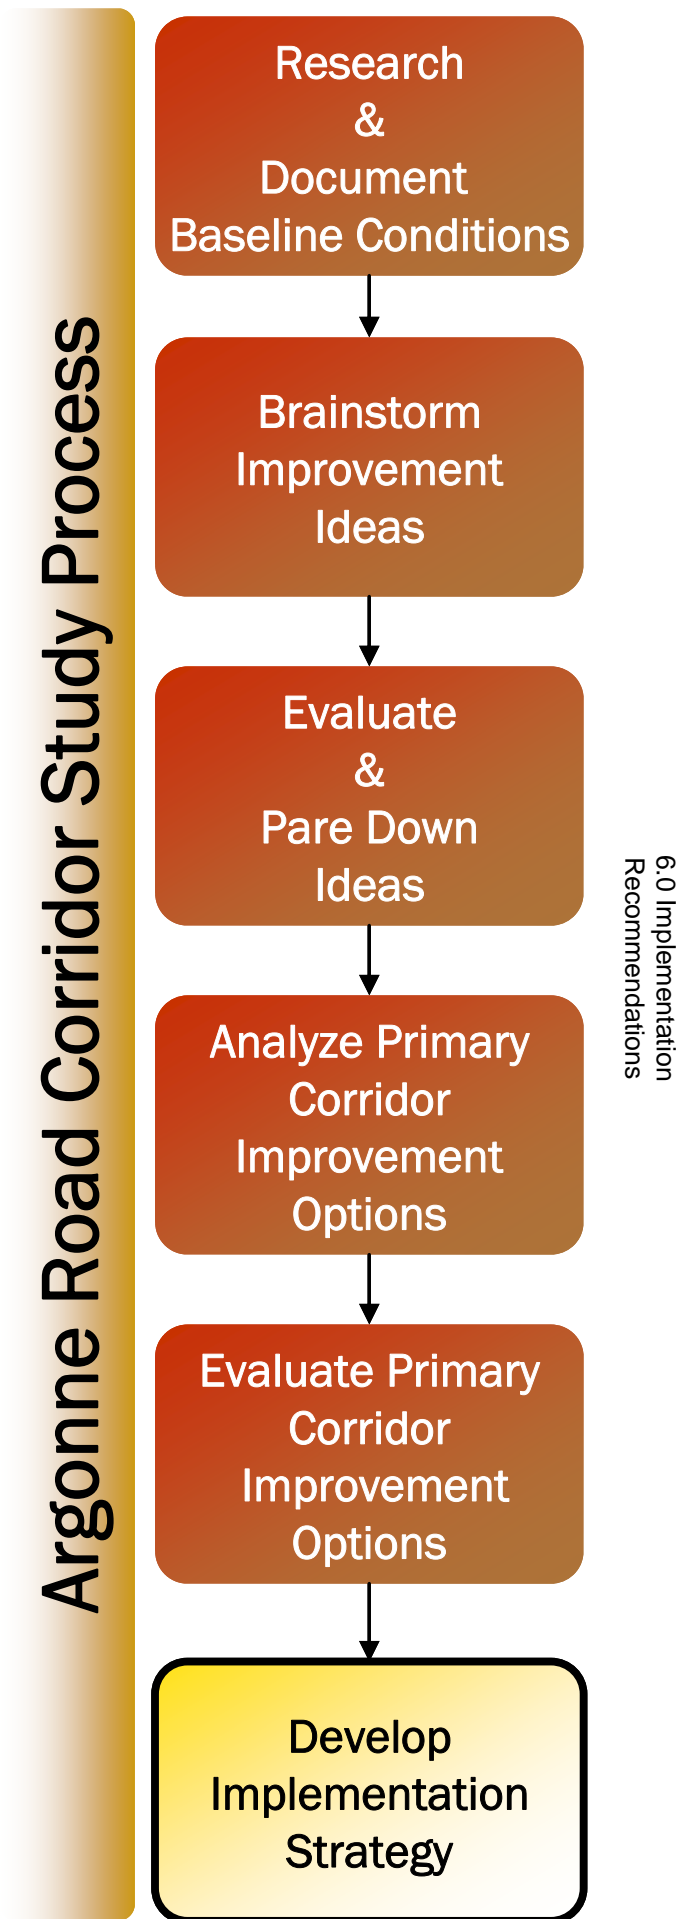 Argonne Road Corridor Study Process
Research
&
Document
Baseline Conditions
Brainstorm
Improvement
Ideas
Evaluate
&
Pare Down
Ideas
Analyze Primary
Corridor
Improvement
Options
Evaluate Primary
Corridor
Improvement
Options
Develop
Implementation
Strategy
6.0 Implementation
Recommendations